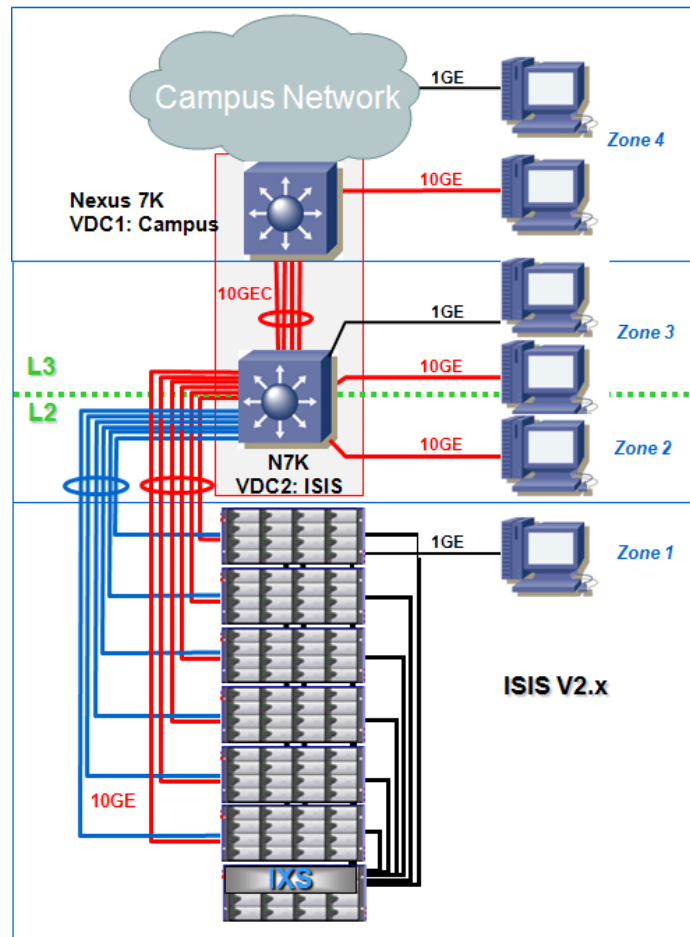 Campus Network
1GE
Zone 4
10GE
Nexus 7K
VDC1: Campus
10GEC
1GE
Zone 3
L3
10GE
L2
10GE
Zone 2
N7K
VDC2: ISIS
1GE
Zone 1
ISIS V2.x
10GE
IXS